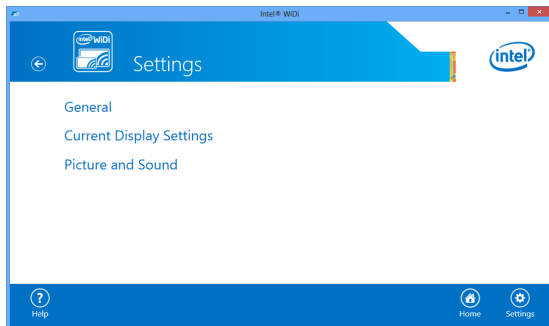 Intel® WiDi
intel WiDi
Settings
intel
General
Current Display Settings
Picture and Sound
?
Help
Home
Settings